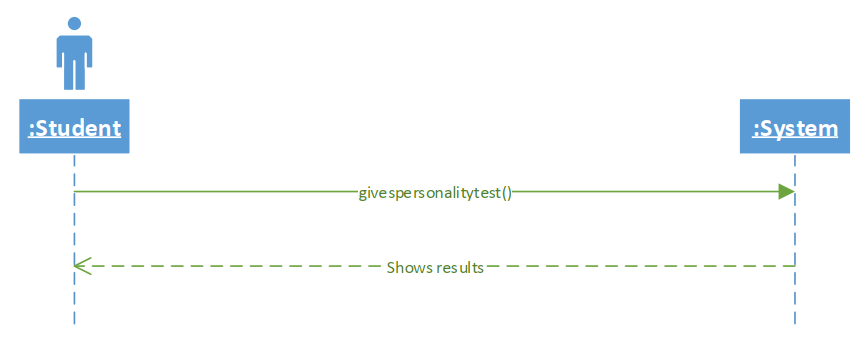 :Student
:System
givespersonalitytest()
Shows results